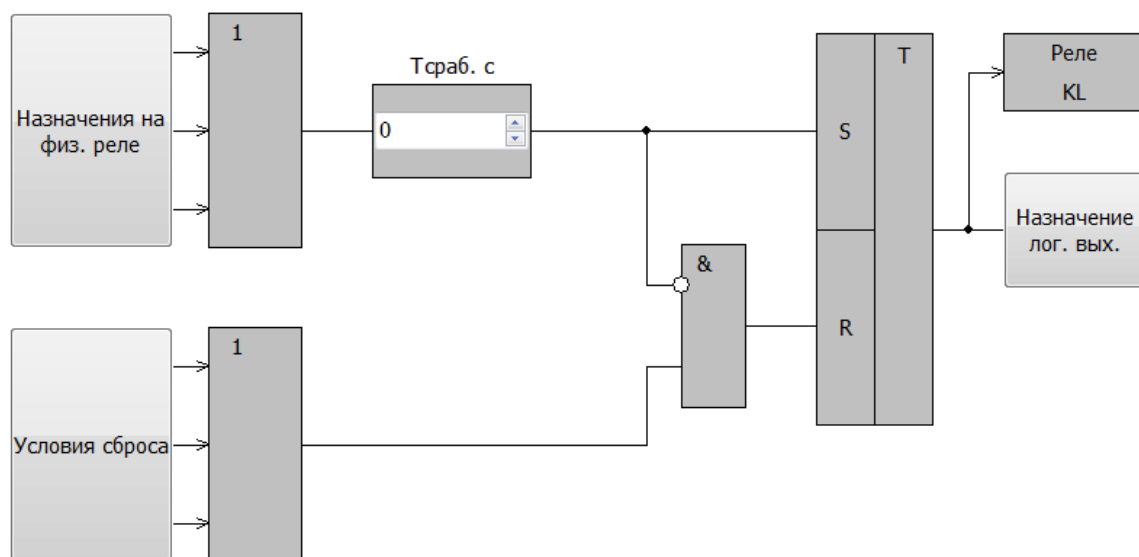 1
Назначения на
физ. реле
Тсраб. с
0
S
T
R
Реле
KL
Назначение
лог. вых.
&
1
Условия сброса